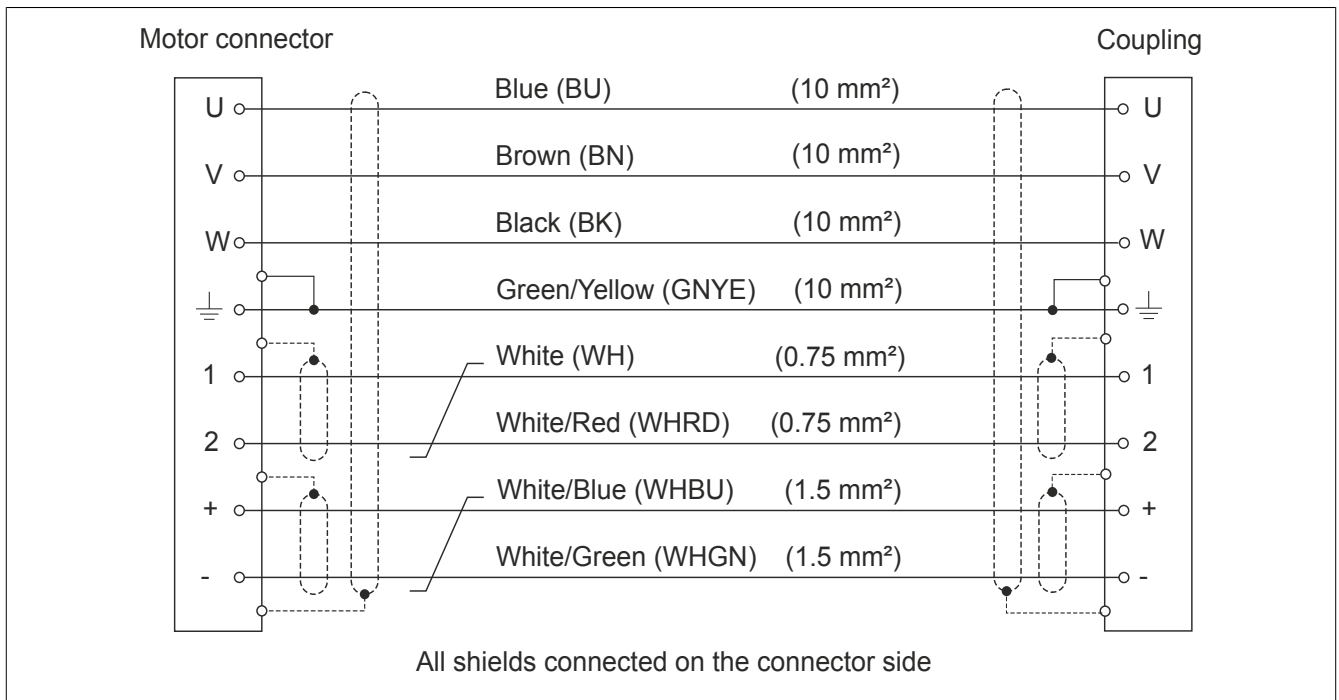 Motor connector Coupling
U Blue (BU) (10 mm²) U
V Brown (BN) (10 mm²) V
W Black (BK) (10 mm²) W
Green/Yellow (GNYE) (10 mm²)
1 White (WH) (0.75 mm²) 1
2 White/Red (WHRD) (0.75 mm²) 2
+ White/Blue (WHBU) (1.5 mm²) +
- White/Green (WHGN) (1.5 mm²) -
All shields connected on the connector side